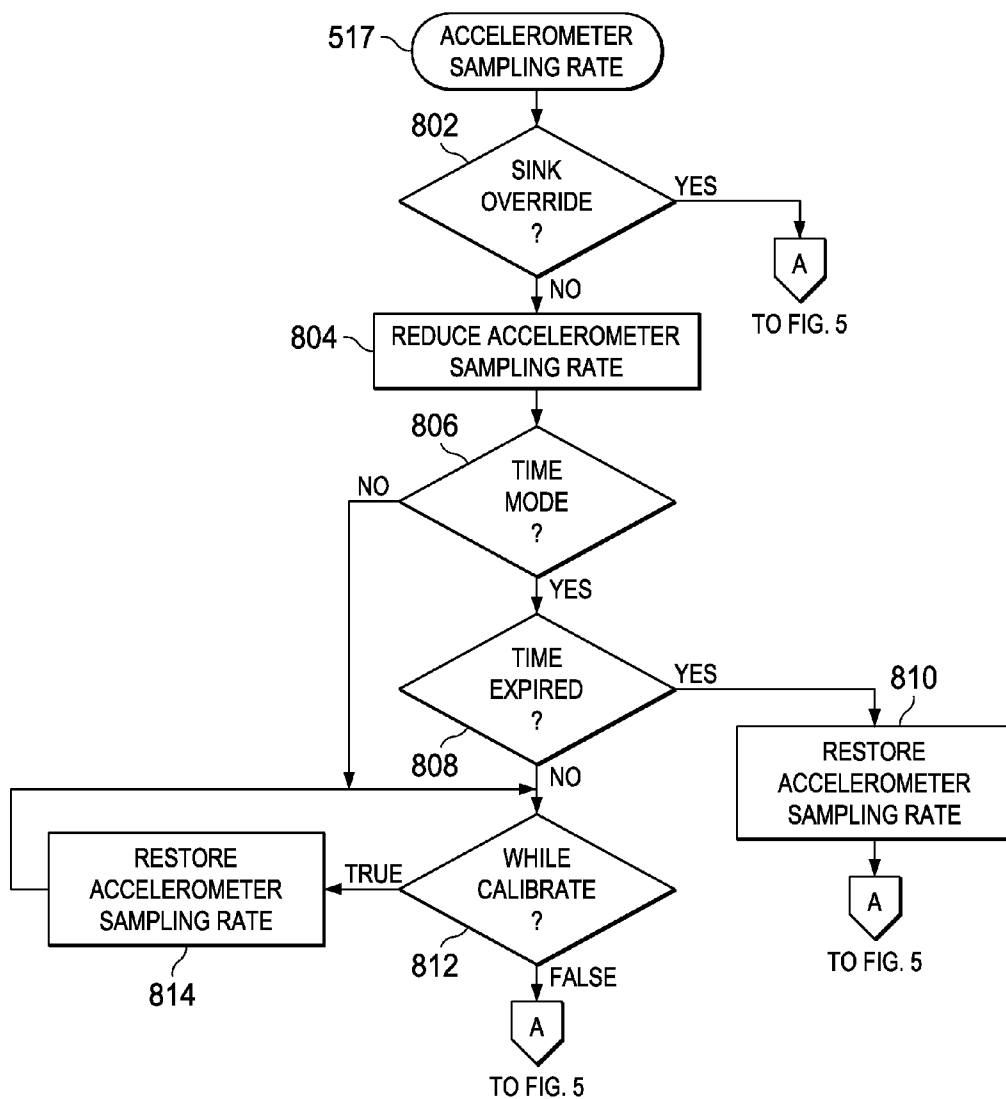 517
ACCELEROMETER
SAMPLING RATE
802
SINK
OVERRIDE
?
YES
A
TO FIG. 5
NO
804
REDUCE ACCELEROMETER
SAMPLING RATE
806
TIME
MODE
?
NO
YES
TIME
EXPIRED
?
808
YES
810
RESTORE
ACCELEROMETER
SAMPLING RATE
A
TO FIG. 5
NO
WHILE
CALIBRATE
?
812
TRUE
RESTORE
ACCELEROMETER
SAMPLING RATE
814
FALSE
A
TO FIG. 5